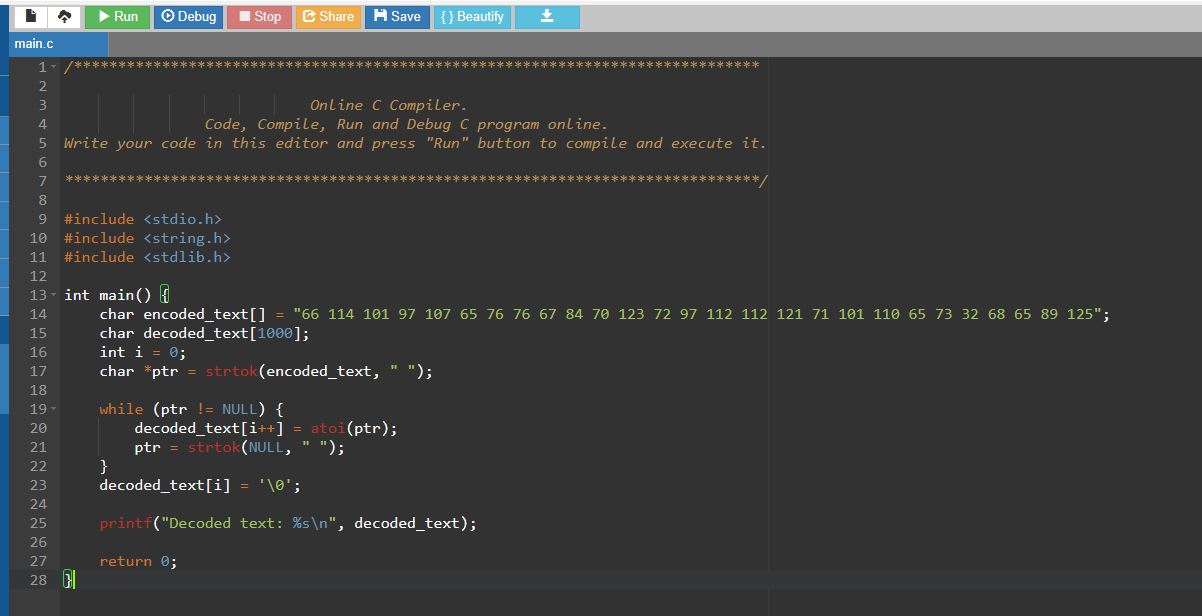 Run Debug Stop Share Save { } Beautify
main.c
1 /******************************************************************************
2
3 Online C Compiler.
4 Code, Compile, Run and Debug C program online.
5 Write your code in this editor and press "Run" button to compile and execute it.
6
7 *******************************************************************************/
8
9 #include <stdio.h>
10 #include <string.h>
11 #include <stdlib.h>
12
13 int main() {
14 char encoded_text[] = "66 114 101 97 107 65 76 76 67 84 70 123 72 97 112 112 121 71 101 110 65 73 32 68 65 89 125";
15 char decoded_text[1000];
16 int i = 0;
17 char *ptr = strtok(encoded_text, " ");
18
19 while (ptr != NULL) {
20 decoded_text[i++] = atoi(ptr);
21 ptr = strtok(NULL, " ");
22 }
23 decoded_text[i] = '\0';
24
25 printf("Decoded text: %s\n", decoded_text);
26
27 return 0;
28 }